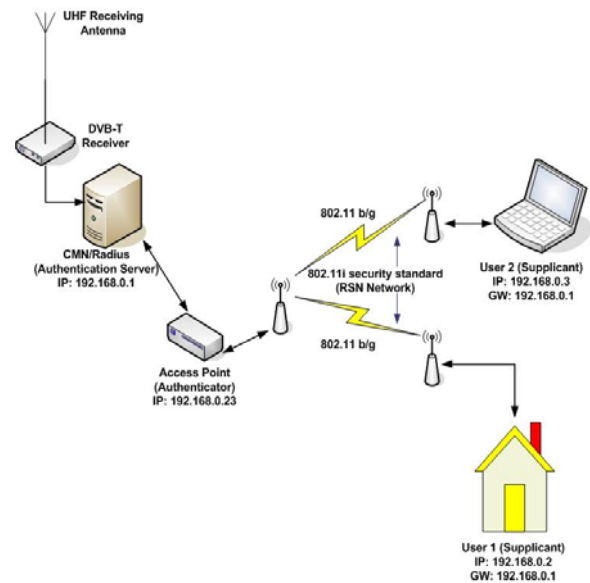 UHF Receiving
Antenna
DVB-T
Receiver
CMN/Radius
(Authentication Server)
IP: 192.168.0.1
Access Point
(Authenticator)
IP: 192.168.0.23
802.11 b/g
802.11i security standard
(RSN Network)
802.11 b/g
User 2 (Supplicant)
IP: 192.168.0.3
GW: 192.168.0.1
User 1 (Supplicant)
IP: 192.168.0.2
GW: 192.168.0.1